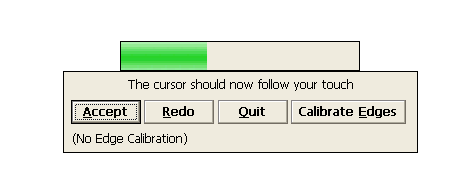 The cursor should now follow your touch
Accept Redo Quit Calibrate Edges
(No Edge Calibration)